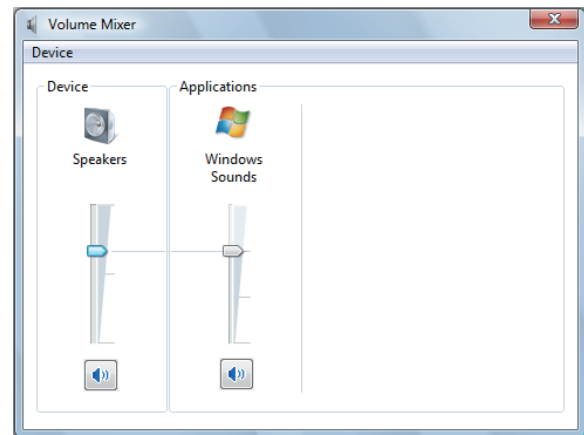 Volume Mixer
Device
Device
Applications
Speakers
Windows
Sounds